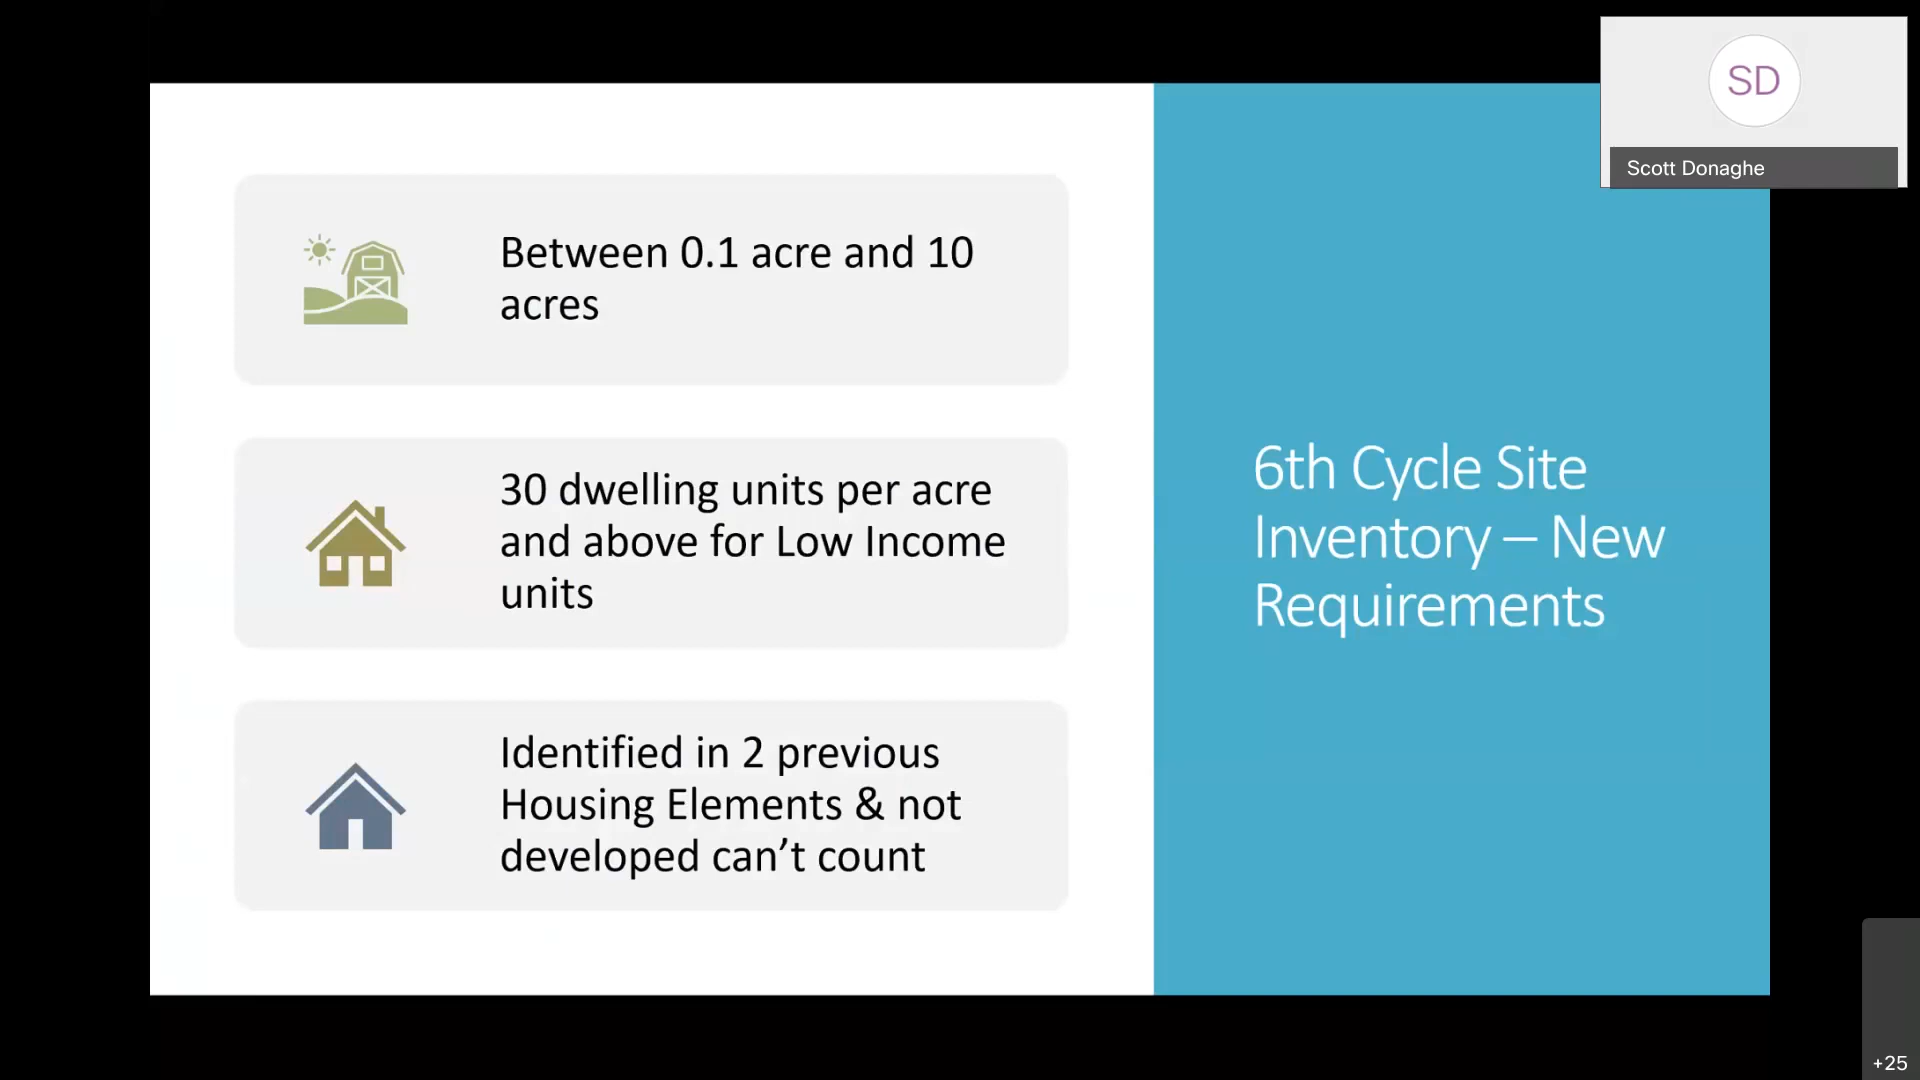 SD
Scott Donaghe
Between 0.1 acre and 10
acres
30 dwelling units per acre
and above for Low Income
units
Identified in 2 previous
Housing Elements & not
developed can’t count
6th Cycle Site
Inventory – New
Requirements
+25